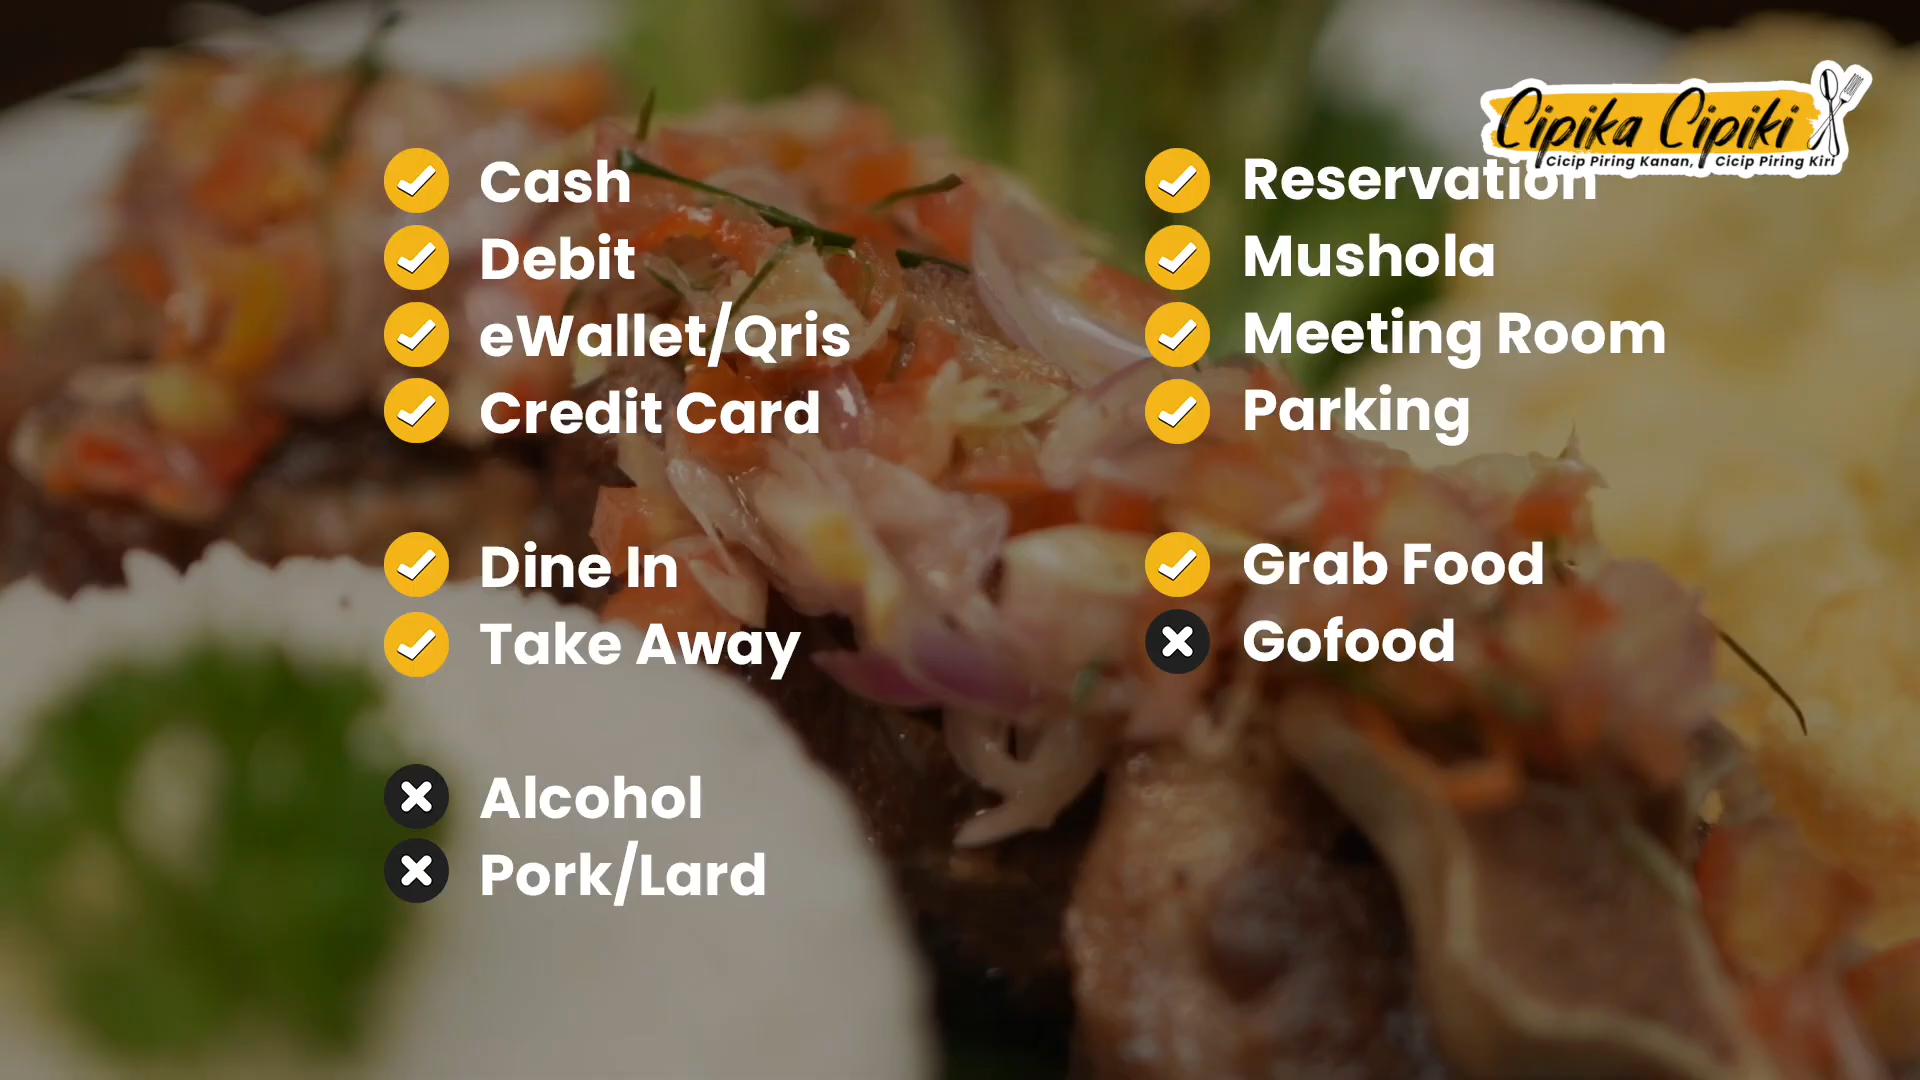 Cipika Cipiki
Cicip Piring Kanan, Cicip Piring Kiri
Cash
Debit
eWallet/Qris
Credit Card
Dine In
Take Away
Alcohol
Pork/Lard
Reservation
Mushola
Meeting Room
Parking
Grab Food
Gofood